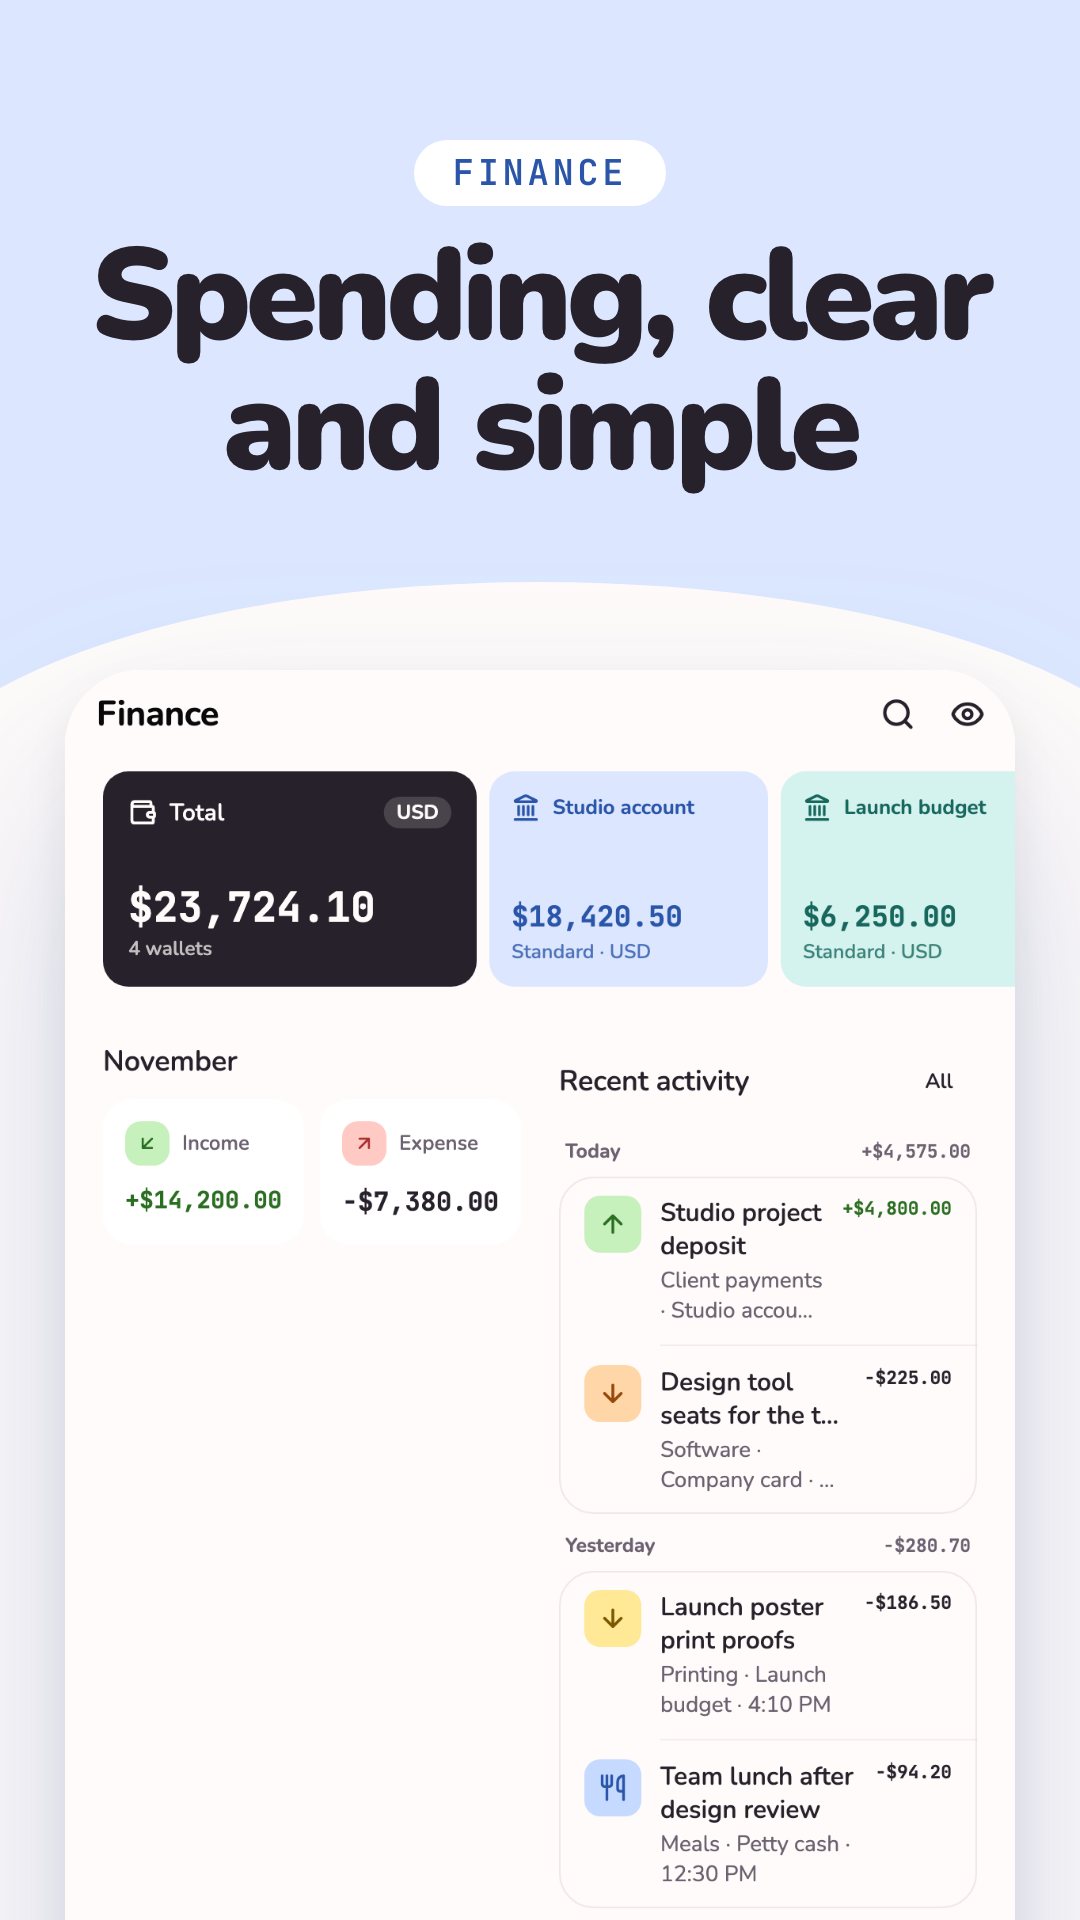 FINANCE
Spending, clear
and simple
Finance
Total
USD
$23,724.10
4 wallets
Studio account
$18,420.50
Standard · USD
Launch budget
$6,250.00
Standard · USD
November
Income
+$14,200.00
Expense
-$7,380.00
Recent activity
All
Today
+$4,575.00
Studio project
deposit
+$4,800.00
Client payments
· Studio accou...
Design tool
seats for the t...
-$225.00
Software ·
Company card · ...
Yesterday
-$280.70
Launch poster
print proofs
-$186.50
Printing · Launch
budget · 4:10 PM
Team lunch after
design review
-$94.20
Meals · Petty cash ·
12:30 PM